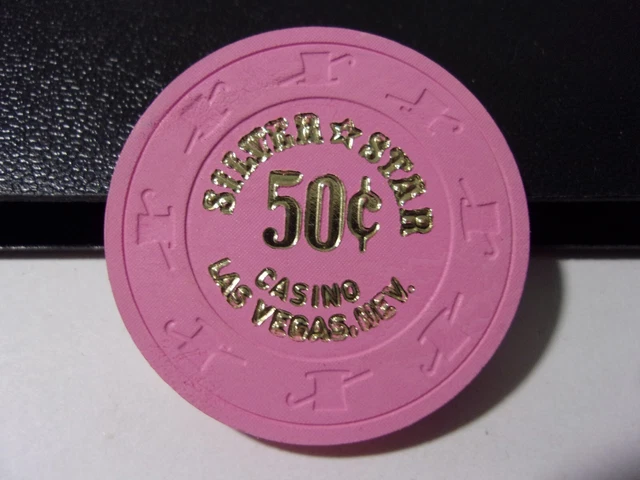 SILVER ☆ STAR
50¢
CASINO
LAS VEGAS, NEV.